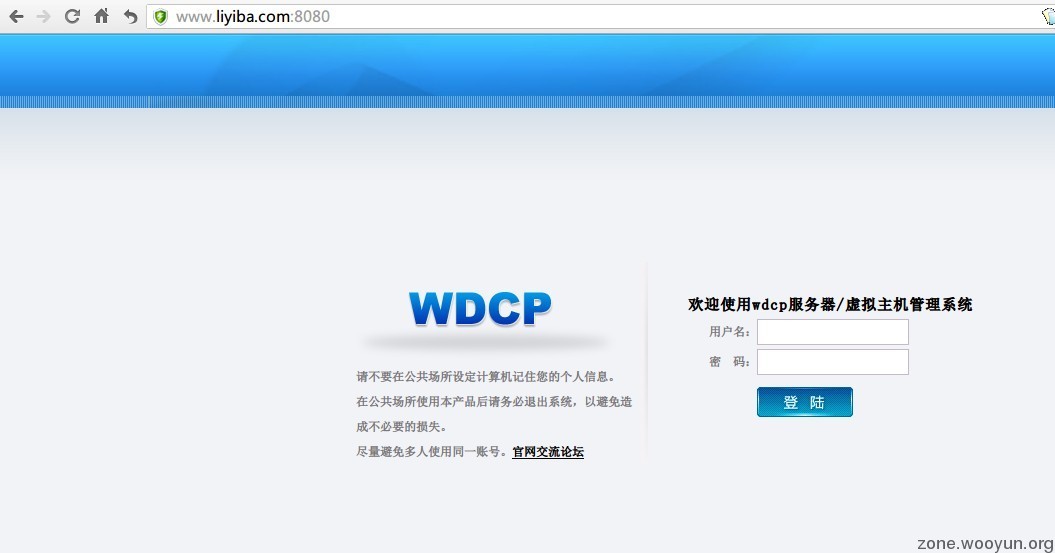 www.liyiba.com:8080
WDCP
请不要在公共场所设定计算机记住您的个人信息。
在公共场所使用本产品后请务必退出系统，以避免造
成不必要的损失。
尽量避免多人使用同一账号。官网交流论坛
欢迎使用wdcp服务器/虚拟主机管理系统
用户名:
密 码:
登 陆
zone.wooyun.org